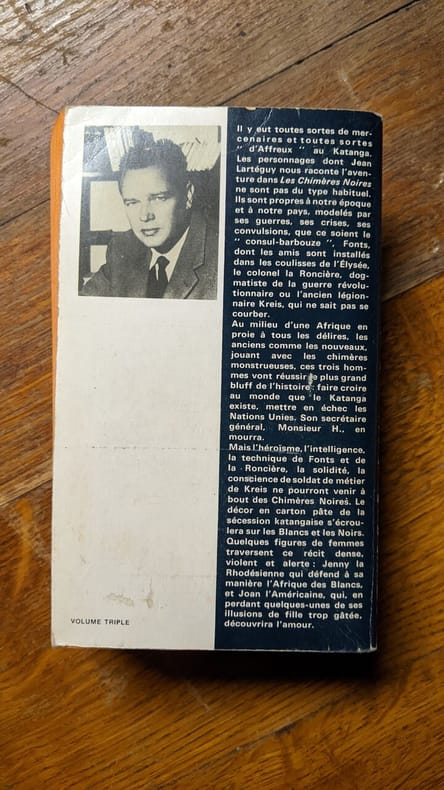 Il y eut toutes sortes de mer-
cenaires et toutes sortes
" d'Affreux " au Katanga.
Les personnages dont Jean
Lartéguy nous raconte l'aven-
ture dans Les Chimères Noires
ne sont pas du type habituel.
Ils sont propres à notre époque
et à notre pays, modelés par
ses guerres, ses crises, ses
convulsions, que ce soient le
" consul-barbouze ", Fonts,
dont les amis sont installés
dans les coulisses de l'Élysée,
le colonel la Roncière, dog-
matiste de la guerre révolu-
tionnaire ou l'ancien légion-
naire Kreis, qui ne sait pas se
courber.
Au milieu d'une Afrique en
proie à tous les délires, les
anciens comme les nouveaux,
jouant avec les chimères
monstrueuses, ces trois hom-
mes vont réussir le plus grand
bluff de l'histoire : faire croire
au monde que le Katanga
existe, mettre en échec les
Nations Unies. Son secrétaire
général, Monsieur H., en
mourra.
Mais l'héroïsme, l'intelligence,
la technique de Fonts et de
la Roncière, la solidité, la
conscience de soldat de métier
de Kreis ne pourront venir à
bout des Chimères Noires. Le
décor en carton pâte de la
sécession katangaise s'écrou-
lera sur les Blancs et les Noirs.
Quelques figures de femmes
traversent ce récit dense,
violent et alerte : Jenny la
Rhodésienne qui défend à sa
manière l'Afrique des Blancs,
et Joan l'Américaine, qui, en
perdant quelques-unes de ses
illusions de fille trop gâtée,
découvrira l'amour.
VOLUME TRIPLE